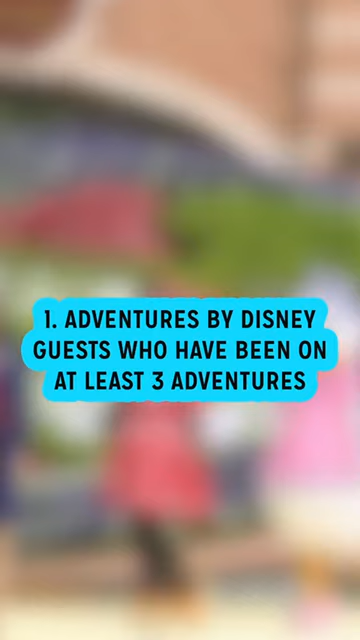 1. ADVENTURES BY DISNEY
GUESTS WHO HAVE BEEN ON
AT LEAST 3 ADVENTURES